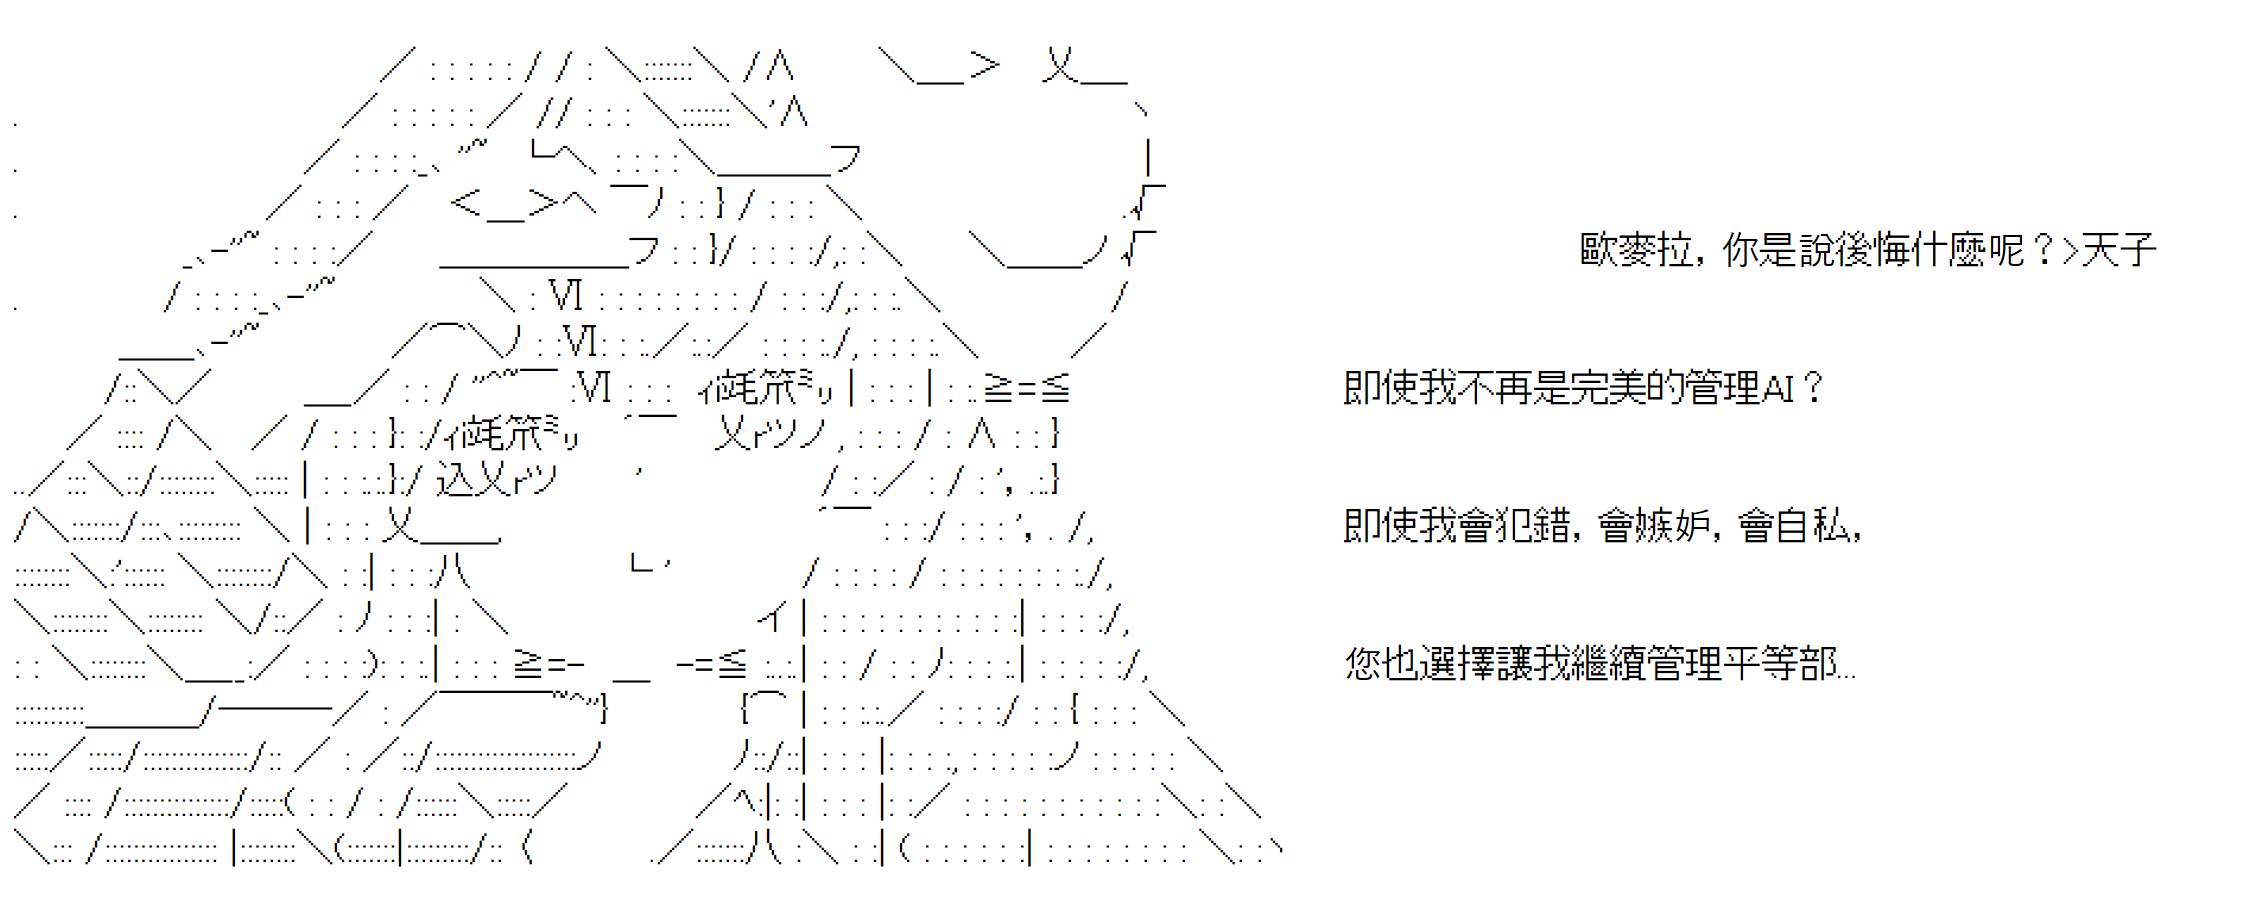 歐麥拉，你是說後悔什麼呢？>天子
即使我不再是完美的管理AI？
即使我會犯錯，會嫉妒，會自私，
您也選擇讓我繼續管理平等部…